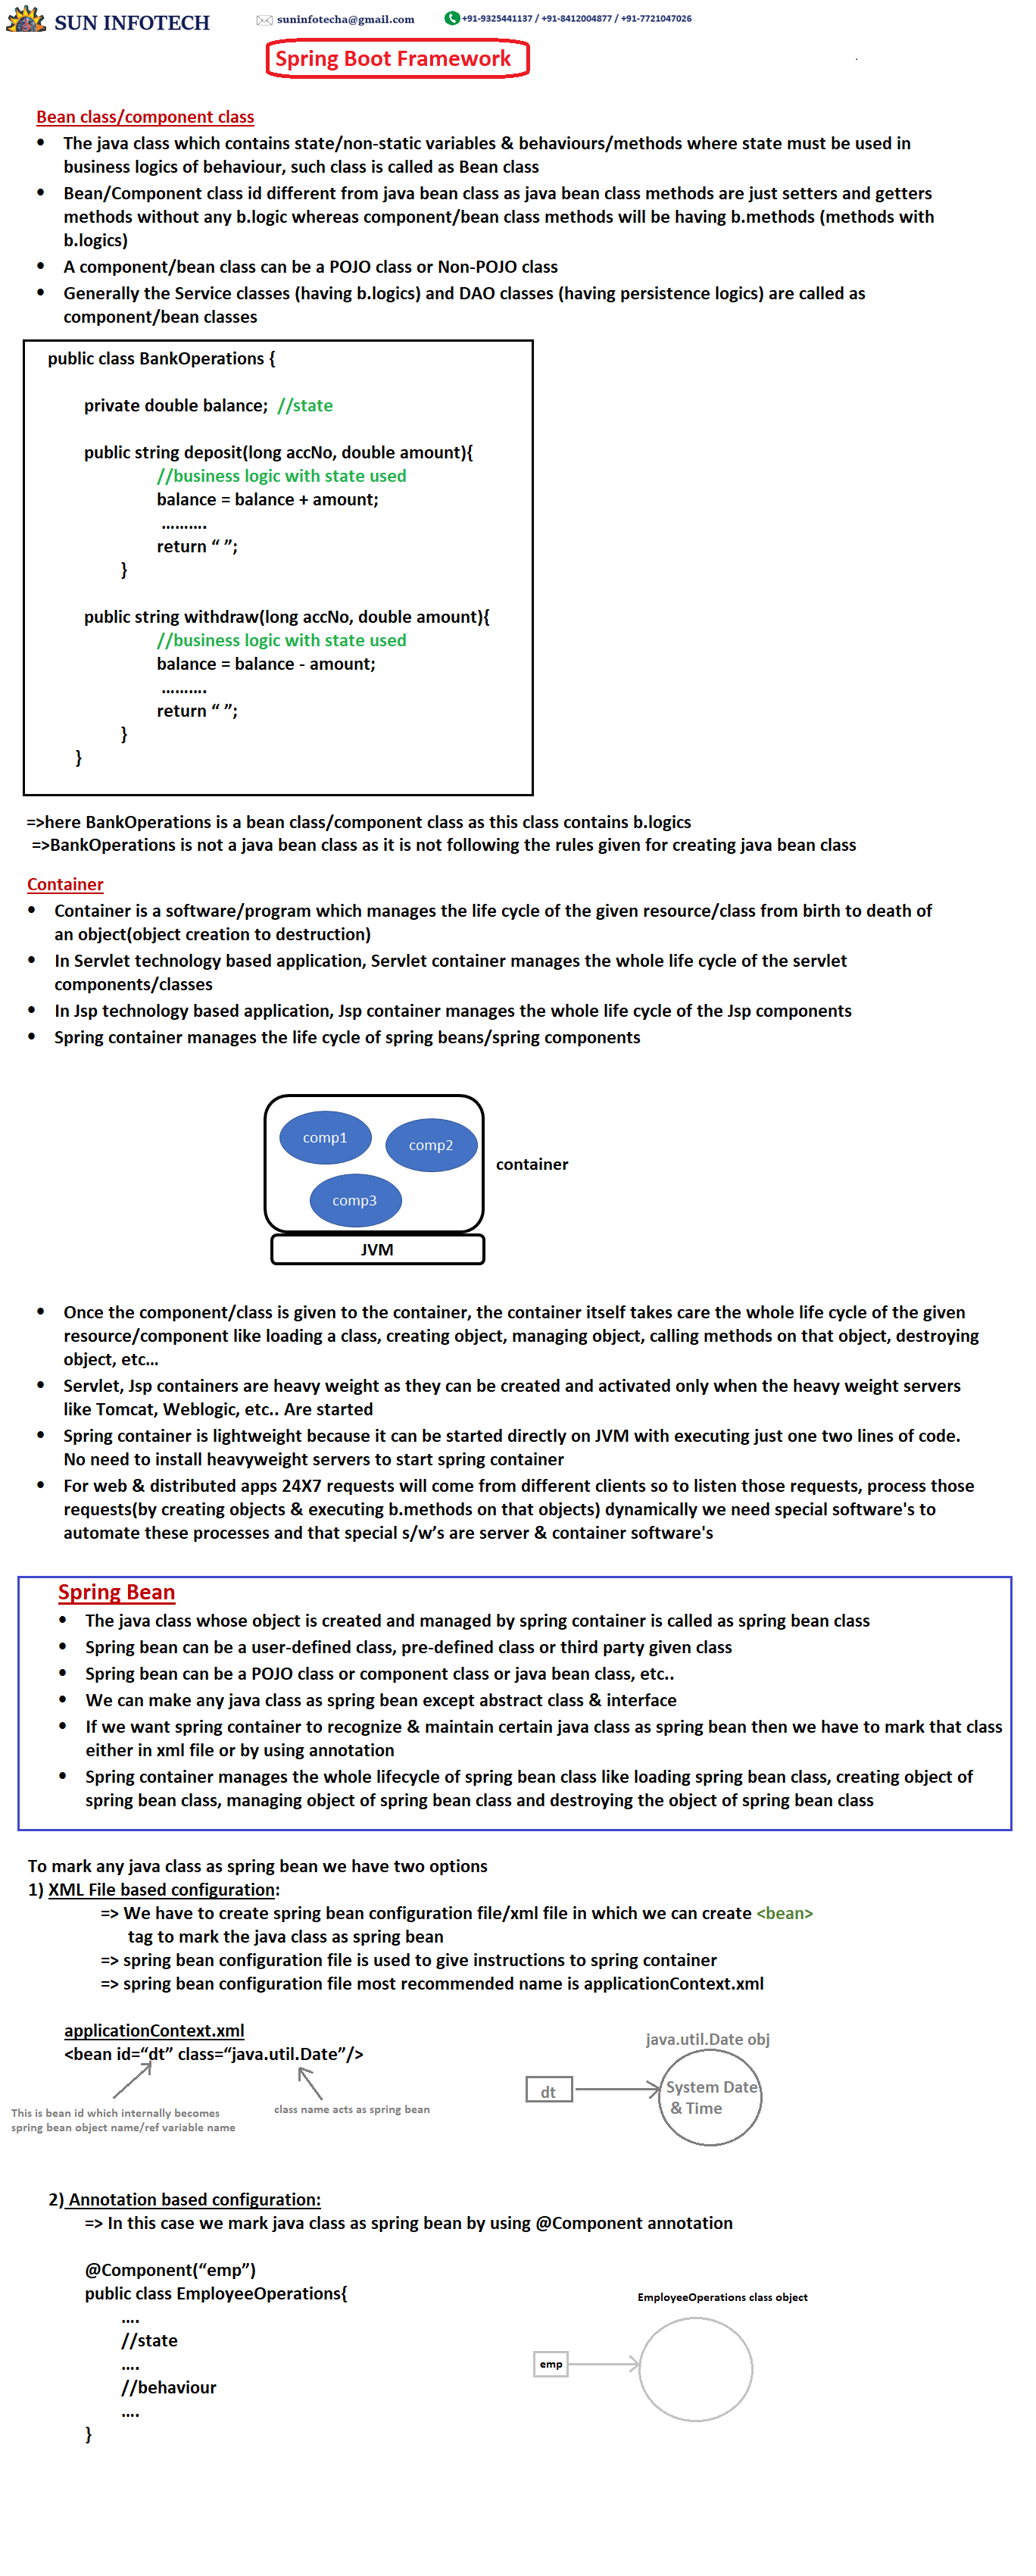 SUN INFOTECH
suninfotecha@gmail.com
+91-9325441137 / +91-8412004877 / +91-7721047026
Spring Boot Framework
Bean class/component class
• The java class which contains state/non-static variables & behaviours/methods where state must be used in
business logics of behaviour, such class is called as Bean class
• Bean/Component class id different from java bean class as java bean class methods are just setters and getters
methods without any b.logic whereas component/bean class methods will be having b.methods (methods with
b.logics)
• A component/bean class can be a POJO class or Non-POJO class
• Generally the Service classes (having b.logics) and DAO classes (having persistence logics) are called as
component/bean classes
public class BankOperations {
private double balance; //state
public string deposit(long accNo, double amount){
//business logic with state used
balance = balance + amount;
..........
return “ ”;
}
public string withdraw(long accNo, double amount){
//business logic with state used
balance = balance - amount;
..........
return “ ”;
}
}
=>here BankOperations is a bean class/component class as this class contains b.logics
=>BankOperations is not a java bean class as it is not following the rules given for creating java bean class
Container
• Container is a software/program which manages the life cycle of the given resource/class from birth to death of
an object(object creation to destruction)
• In Servlet technology based application, Servlet container manages the whole life cycle of the servlet
components/classes
• In Jsp technology based application, Jsp container manages the whole life cycle of the Jsp components
• Spring container manages the life cycle of spring beans/spring components
comp1
comp2
container
comp3
JVM
• Once the component/class is given to the container, the container itself takes care the whole life cycle of the given
resource/component like loading a class, creating object, managing object, calling methods on that object, destroying
object, etc...
• Servlet, Jsp containers are heavy weight as they can be created and activated only when the heavy weight servers
like Tomcat, Weblogic, etc.. Are started
• Spring container is lightweight because it can be started directly on JVM with executing just one two lines of code.
No need to install heavyweight servers to start spring container
• For web & distributed apps 24X7 requests will come from different clients so to listen those requests, process those
requests(by creating objects & executing b.methods on that objects) dynamically we need special software's to
automate these processes and that special s/w’s are server & container software's
Spring Bean
• The java class whose object is created and managed by spring container is called as spring bean class
• Spring bean can be a user-defined class, pre-defined class or third party given class
• Spring bean can be a POJO class or component class or java bean class, etc..
• We can make any java class as spring bean except abstract class & interface
• If we want spring container to recognize & maintain certain java class as spring bean then we have to mark that class
either in xml file or by using annotation
• Spring container manages the whole lifecycle of spring bean class like loading spring bean class, creating object of
spring bean class, managing object of spring bean class and destroying the object of spring bean class
To mark any java class as spring bean we have two options
1) XML File based configuration:
=> We have to create spring bean configuration file/xml file in which we can create <bean>
tag to mark the java class as spring bean
=> spring bean configuration file is used to give instructions to spring container
=> spring bean configuration file most recommended name is applicationContext.xml
applicationContext.xml
<bean id=“dt” class=“java.util.Date”/>
This is bean id which internally becomes
spring bean object name/ref variable name
class name acts as spring bean
java.util.Date obj
dt
System Date
& Time
2) Annotation based configuration:
=> In this case we mark java class as spring bean by using @Component annotation
@Component(“emp”)
public class EmployeeOperations{
....
//state
....
//behaviour
....
}
EmployeeOperations class object
emp